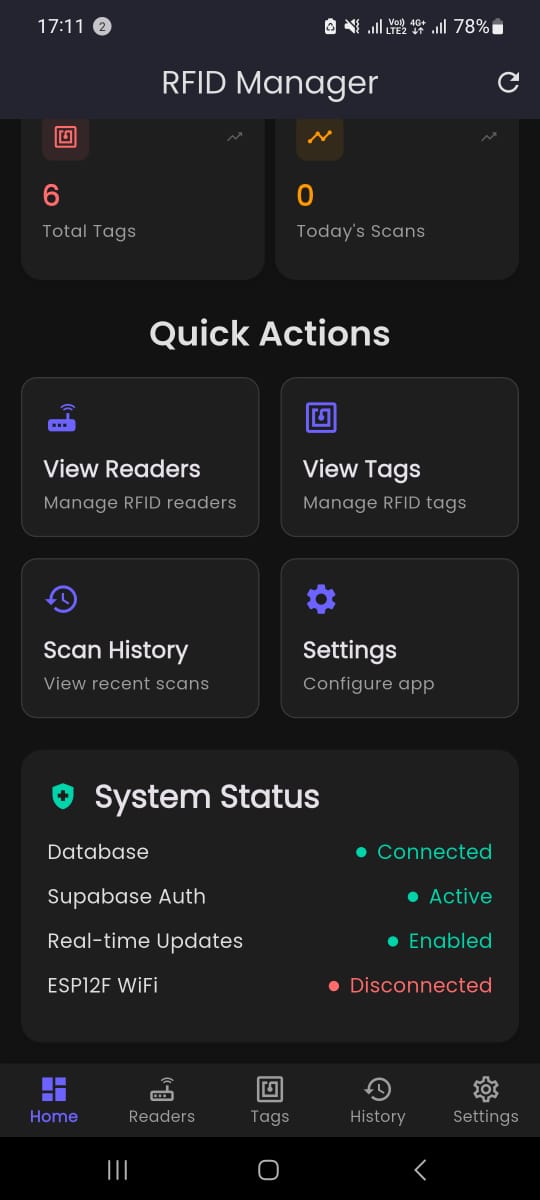 17:11 2 Vo)) 4G+ LTE2 78%
RFID Manager
6 0
Total Tags Today's Scans
Quick Actions
View Readers View Tags
Manage RFID readers Manage RFID tags
Scan History Settings
View recent scans Configure app
System Status
Database Connected
Supabase Auth Active
Real-time Updates Enabled
ESP12F WiFi Disconnected
Home Readers Tags History Settings